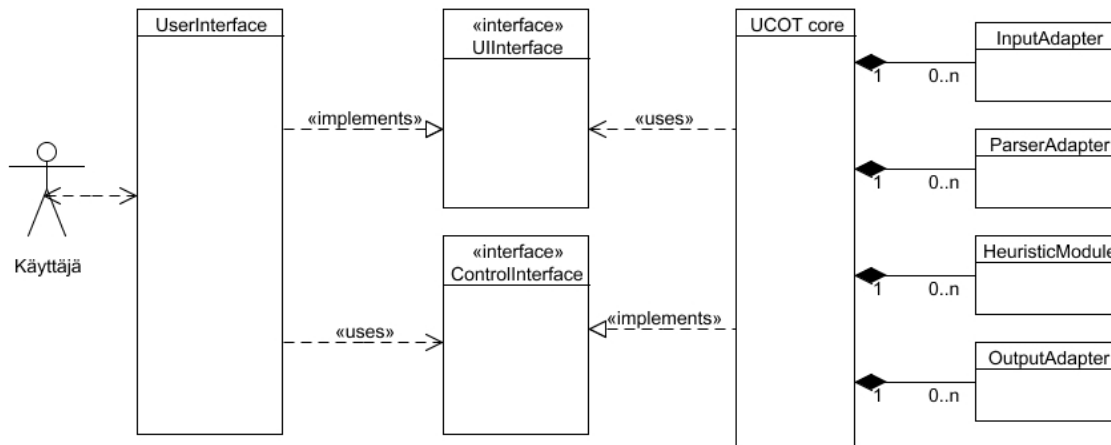 UserInterface
«interface»
UIInterface
UCOT core
InputAdapter
1
0..n
«implements»
«uses»
ParserAdapter
1
0..n
Käyttäjä
«interface»
ControlInterface
HeuristicModule
1
0..n
«uses»
«implements»
OutputAdapter
1
0..n